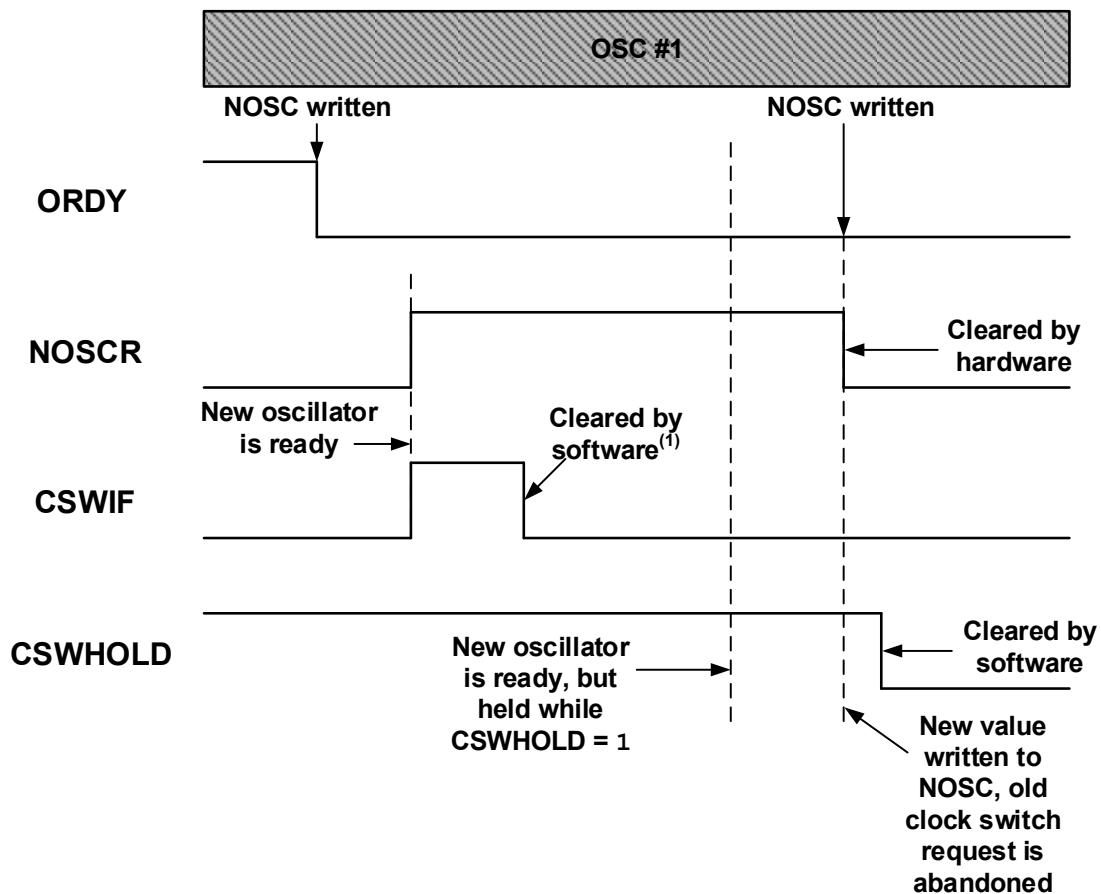 OSC #1
NOSC written
NOSC written
ORDY
NOSCR
Cleared by
hardware
New oscillator
is ready
Cleared by
software(1)
CSWIF
CSWHOLD
New oscillator
is ready, but
held while
CSWHOLD = 1
Cleared by
software
New value
written to
NOSC, old
clock switch
request is
abandoned